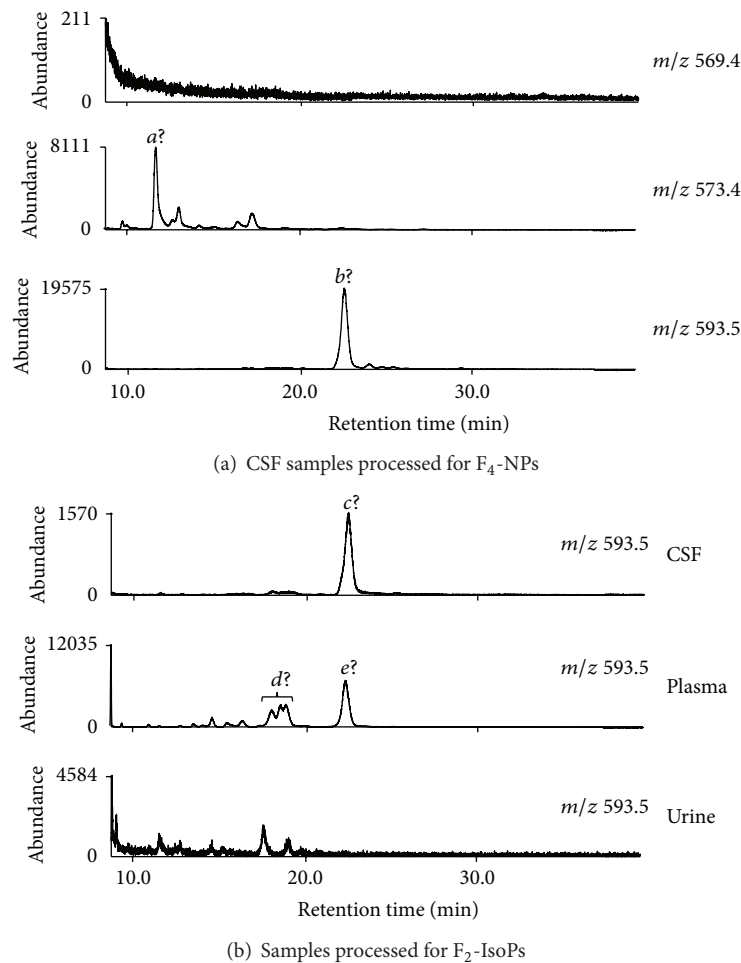 211
Abundance
0
m/z 569.4
a?
8111
Abundance
0
m/z 573.4
b?
19575
Abundance
0
m/z 593.5
10.0 20.0 30.0
Retention time (min)
(a) CSF samples processed for F₄-NPs
c?
1570
Abundance
0
m/z 593.5 CSF
12035
Abundance
0
d? e?
m/z 593.5 Plasma
4584
Abundance
0
m/z 593.5 Urine
10.0 20.0 30.0
Retention time (min)
(b) Samples processed for F₂-IsoPs